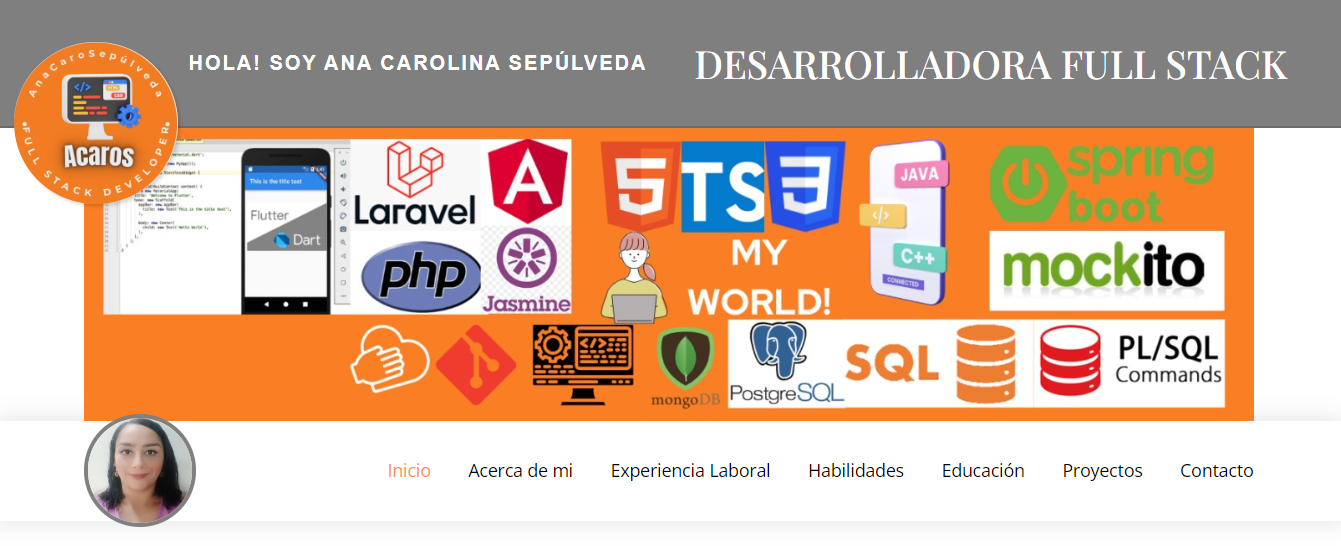 HOLA! SOY ANA CAROLINA SEPÚLVEDA
DESARROLLADORA FULL STACK
AnaCaroSepúlveda
Acaros
•FULL STACK DEVELOPER•
This is the title text
Flutter
Dart
Laravel
php
Jasmine
A
5
TS
3
MY
WORLD!
JAVA
</>
C++
CONNECTED
spring
boot
mockito
</>
mongoDB
PostgreSQL
SQL
PL/SQL
Commands
Inicio
Acerca de mi
Experiencia Laboral
Habilidades
Educación
Proyectos
Contacto